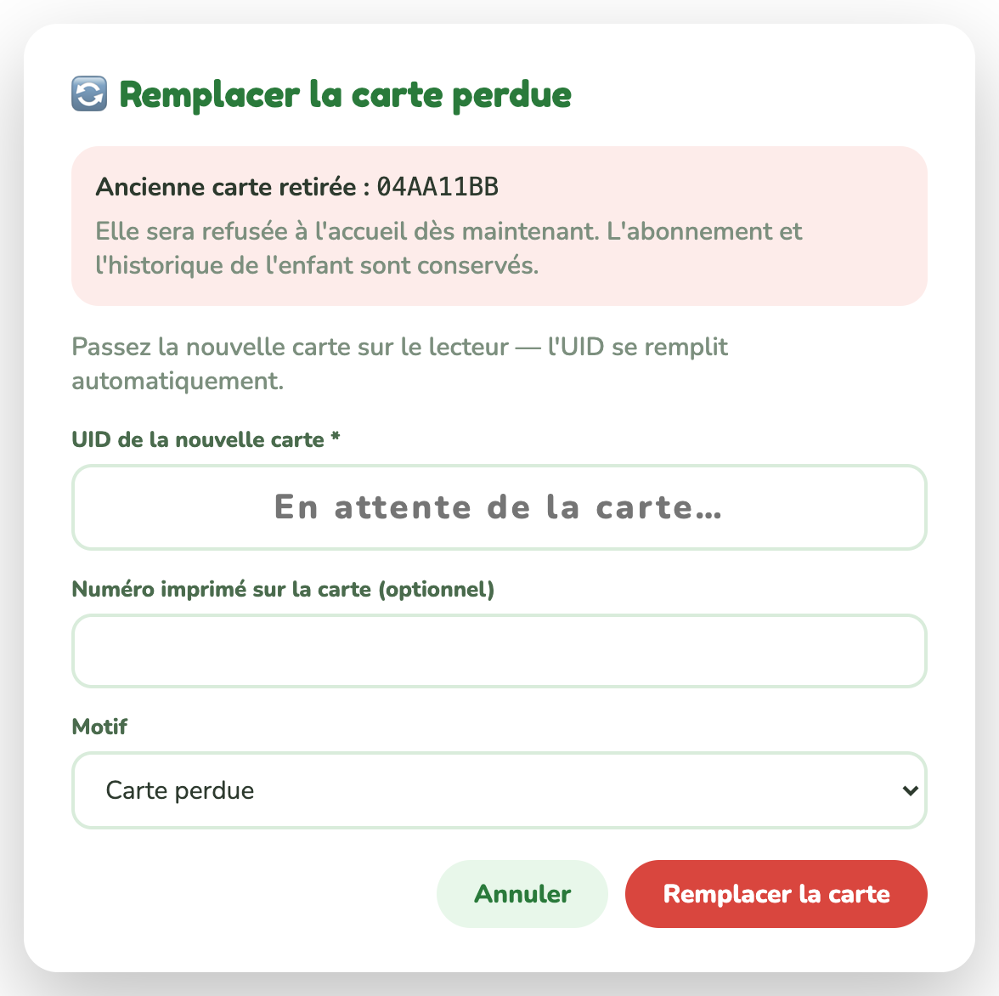 Remplacer la carte perdue
Ancienne carte retirée : 04AA11BB
Elle sera refusée à l'accueil dès maintenant. L'abonnement et
l'historique de l'enfant sont conservés.
Passez la nouvelle carte sur le lecteur — l'UID se remplit
automatiquement.
UID de la nouvelle carte *
En attente de la carte…
Numéro imprimé sur la carte (optionnel)
Motif
Carte perdue
Annuler
Remplacer la carte